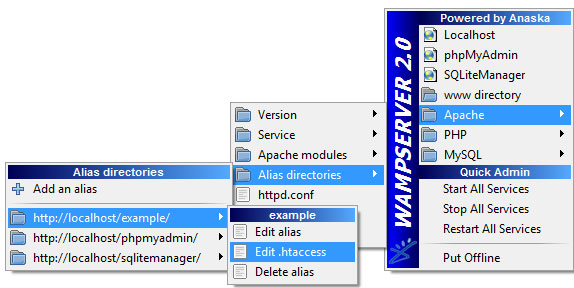 Powered by Anaska
WAMPSERVER 2.0
Localhost
phpMyAdmin
SQLiteManager
www directory
Apache
PHP
MySQL
Quick Admin
Start All Services
Stop All Services
Restart All Services
Put Offline
Version
Service
Apache modules
Alias directories
httpd.conf
Alias directories
Add an alias
http://localhost/example/
http://localhost/phpmyadmin/
http://localhost/sqlitemanager/
example
Edit alias
Edit .htaccess
Delete alias